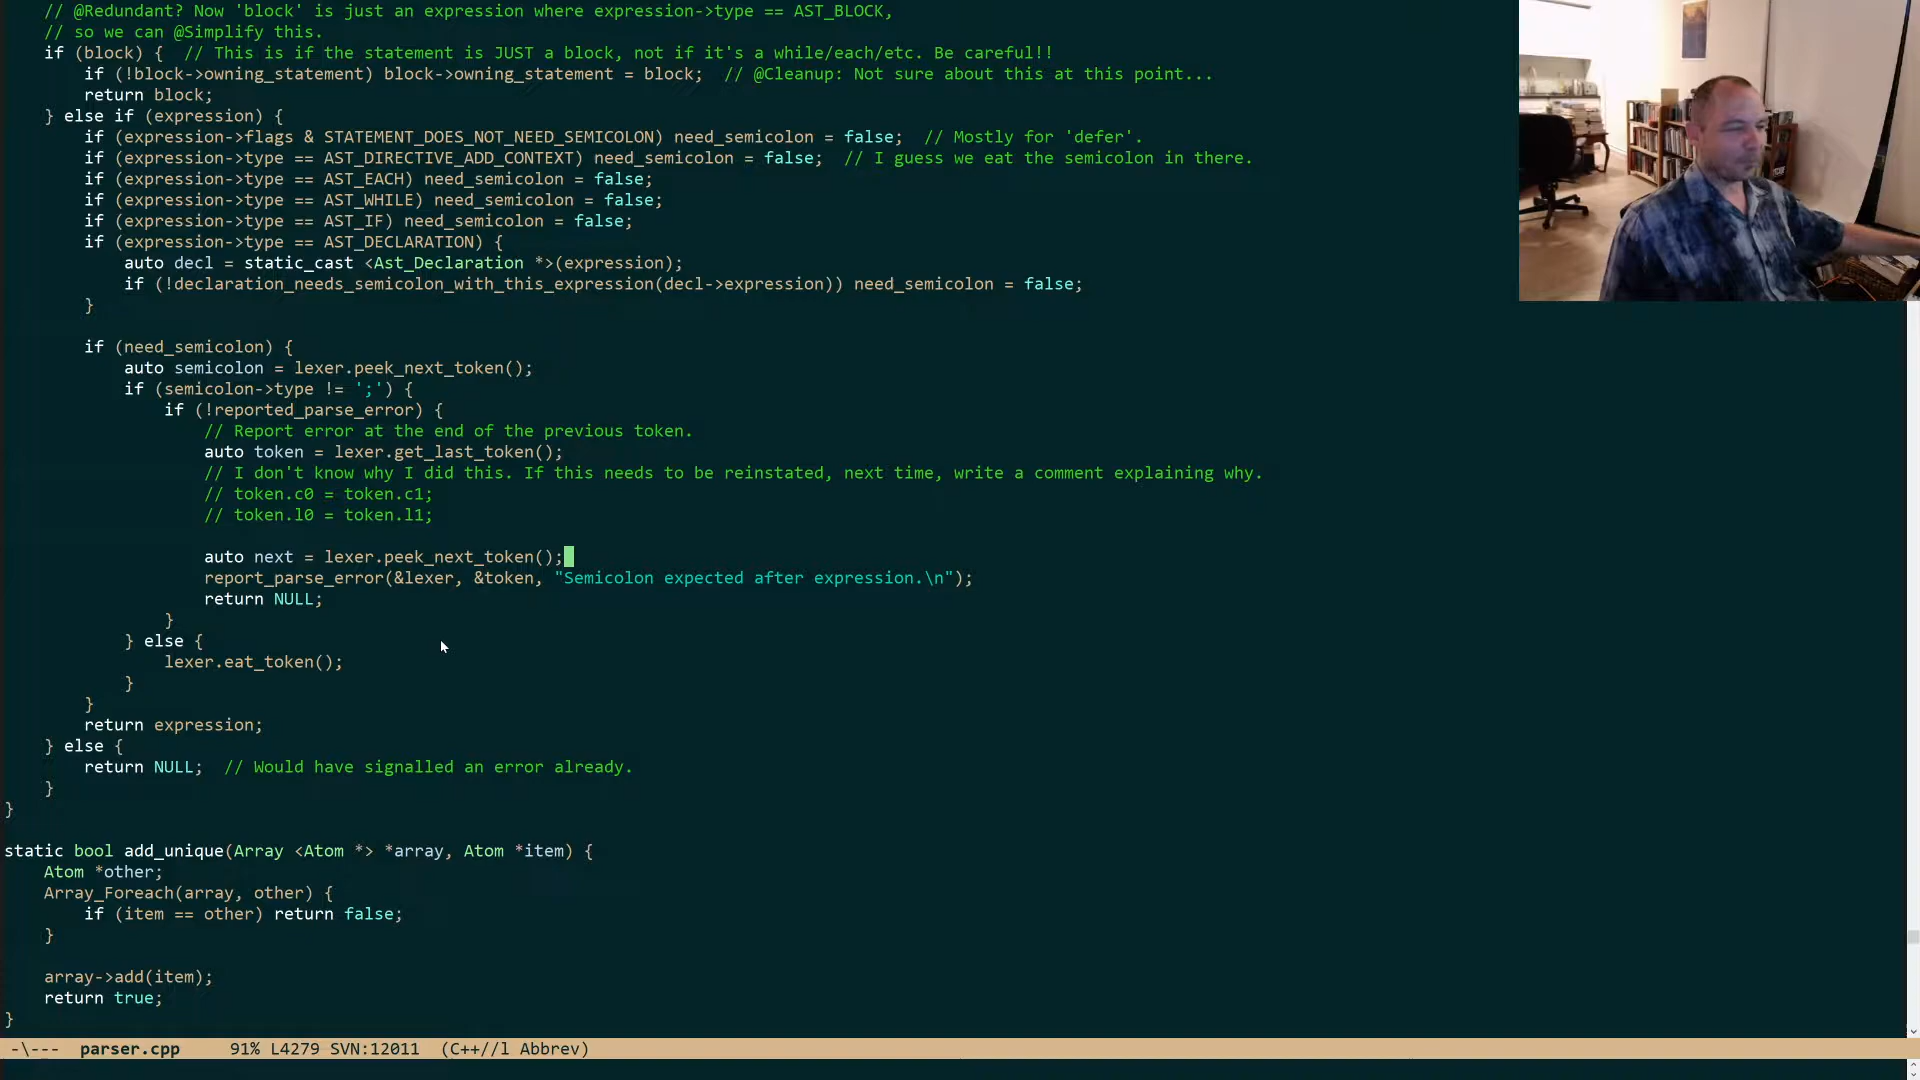 // @Redundant? Now 'block' is just an expression where expression->type == AST_BLOCK,
// so we can @Simplify this.
if (block) {  // This is if the statement is JUST a block, not if it's a while/each/etc. Be careful!!
if (!block->owning_statement) block->owning_statement = block;  // @Cleanup: Not sure about this at this point...
return block;
} else if (expression) {
if (expression->flags & STATEMENT_DOES_NOT_NEED_SEMICOLON) need_semicolon = false;  // Mostly for 'defer'.
if (expression->type == AST_DIRECTIVE_ADD_CONTEXT) need_semicolon = false;  // I guess we eat the semicolon in there.
if (expression->type == AST_EACH) need_semicolon = false;
if (expression->type == AST_WHILE) need_semicolon = false;
if (expression->type == AST_IF) need_semicolon = false;
if (expression->type == AST_DECLARATION) {
auto decl = static_cast <Ast_Declaration *>(expression);
if (!declaration_needs_semicolon_with_this_expression(decl->expression)) need_semicolon = false;
}
if (need_semicolon) {
auto semicolon = lexer.peek_next_token();
if (semicolon->type != ';') {
if (!reported_parse_error) {
// Report error at the end of the previous token.
auto token = lexer.get_last_token();
// I don't know why I did this. If this needs to be reinstated, next time, write a comment explaining why.
// token.c0 = token.c1;
// token.l0 = token.l1;
auto next = lexer.peek_next_token();
report_parse_error(&lexer, &token, "Semicolon expected after expression.\n");
return NULL;
}
} else {
lexer.eat_token();
}
}
return expression;
} else {
return NULL;  // Would have signalled an error already.
}
}
static bool add_unique(Array <Atom *> *array, Atom *item) {
Atom *other;
Array_Foreach(array, other) {
if (item == other) return false;
}
array->add(item);
return true;
}
-\---  parser.cpp     91% L4279 SVN:12011  (C++//l Abbrev)